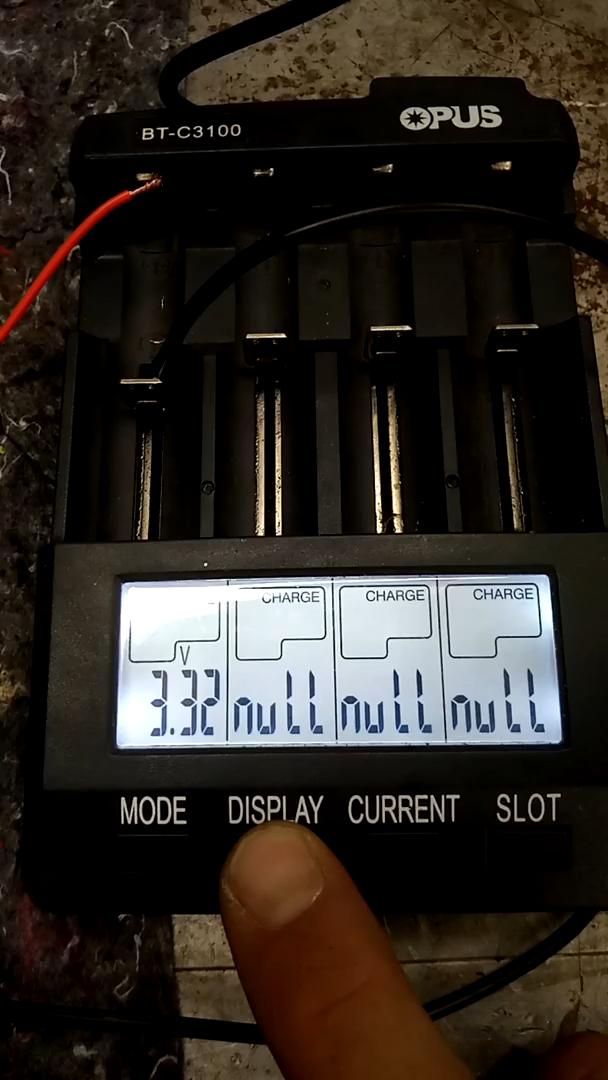 OPUS
BT-C3100
CHARGE CHARGE CHARGE
V
3.32 null null null
MODE DISPLAY CURRENT SLOT